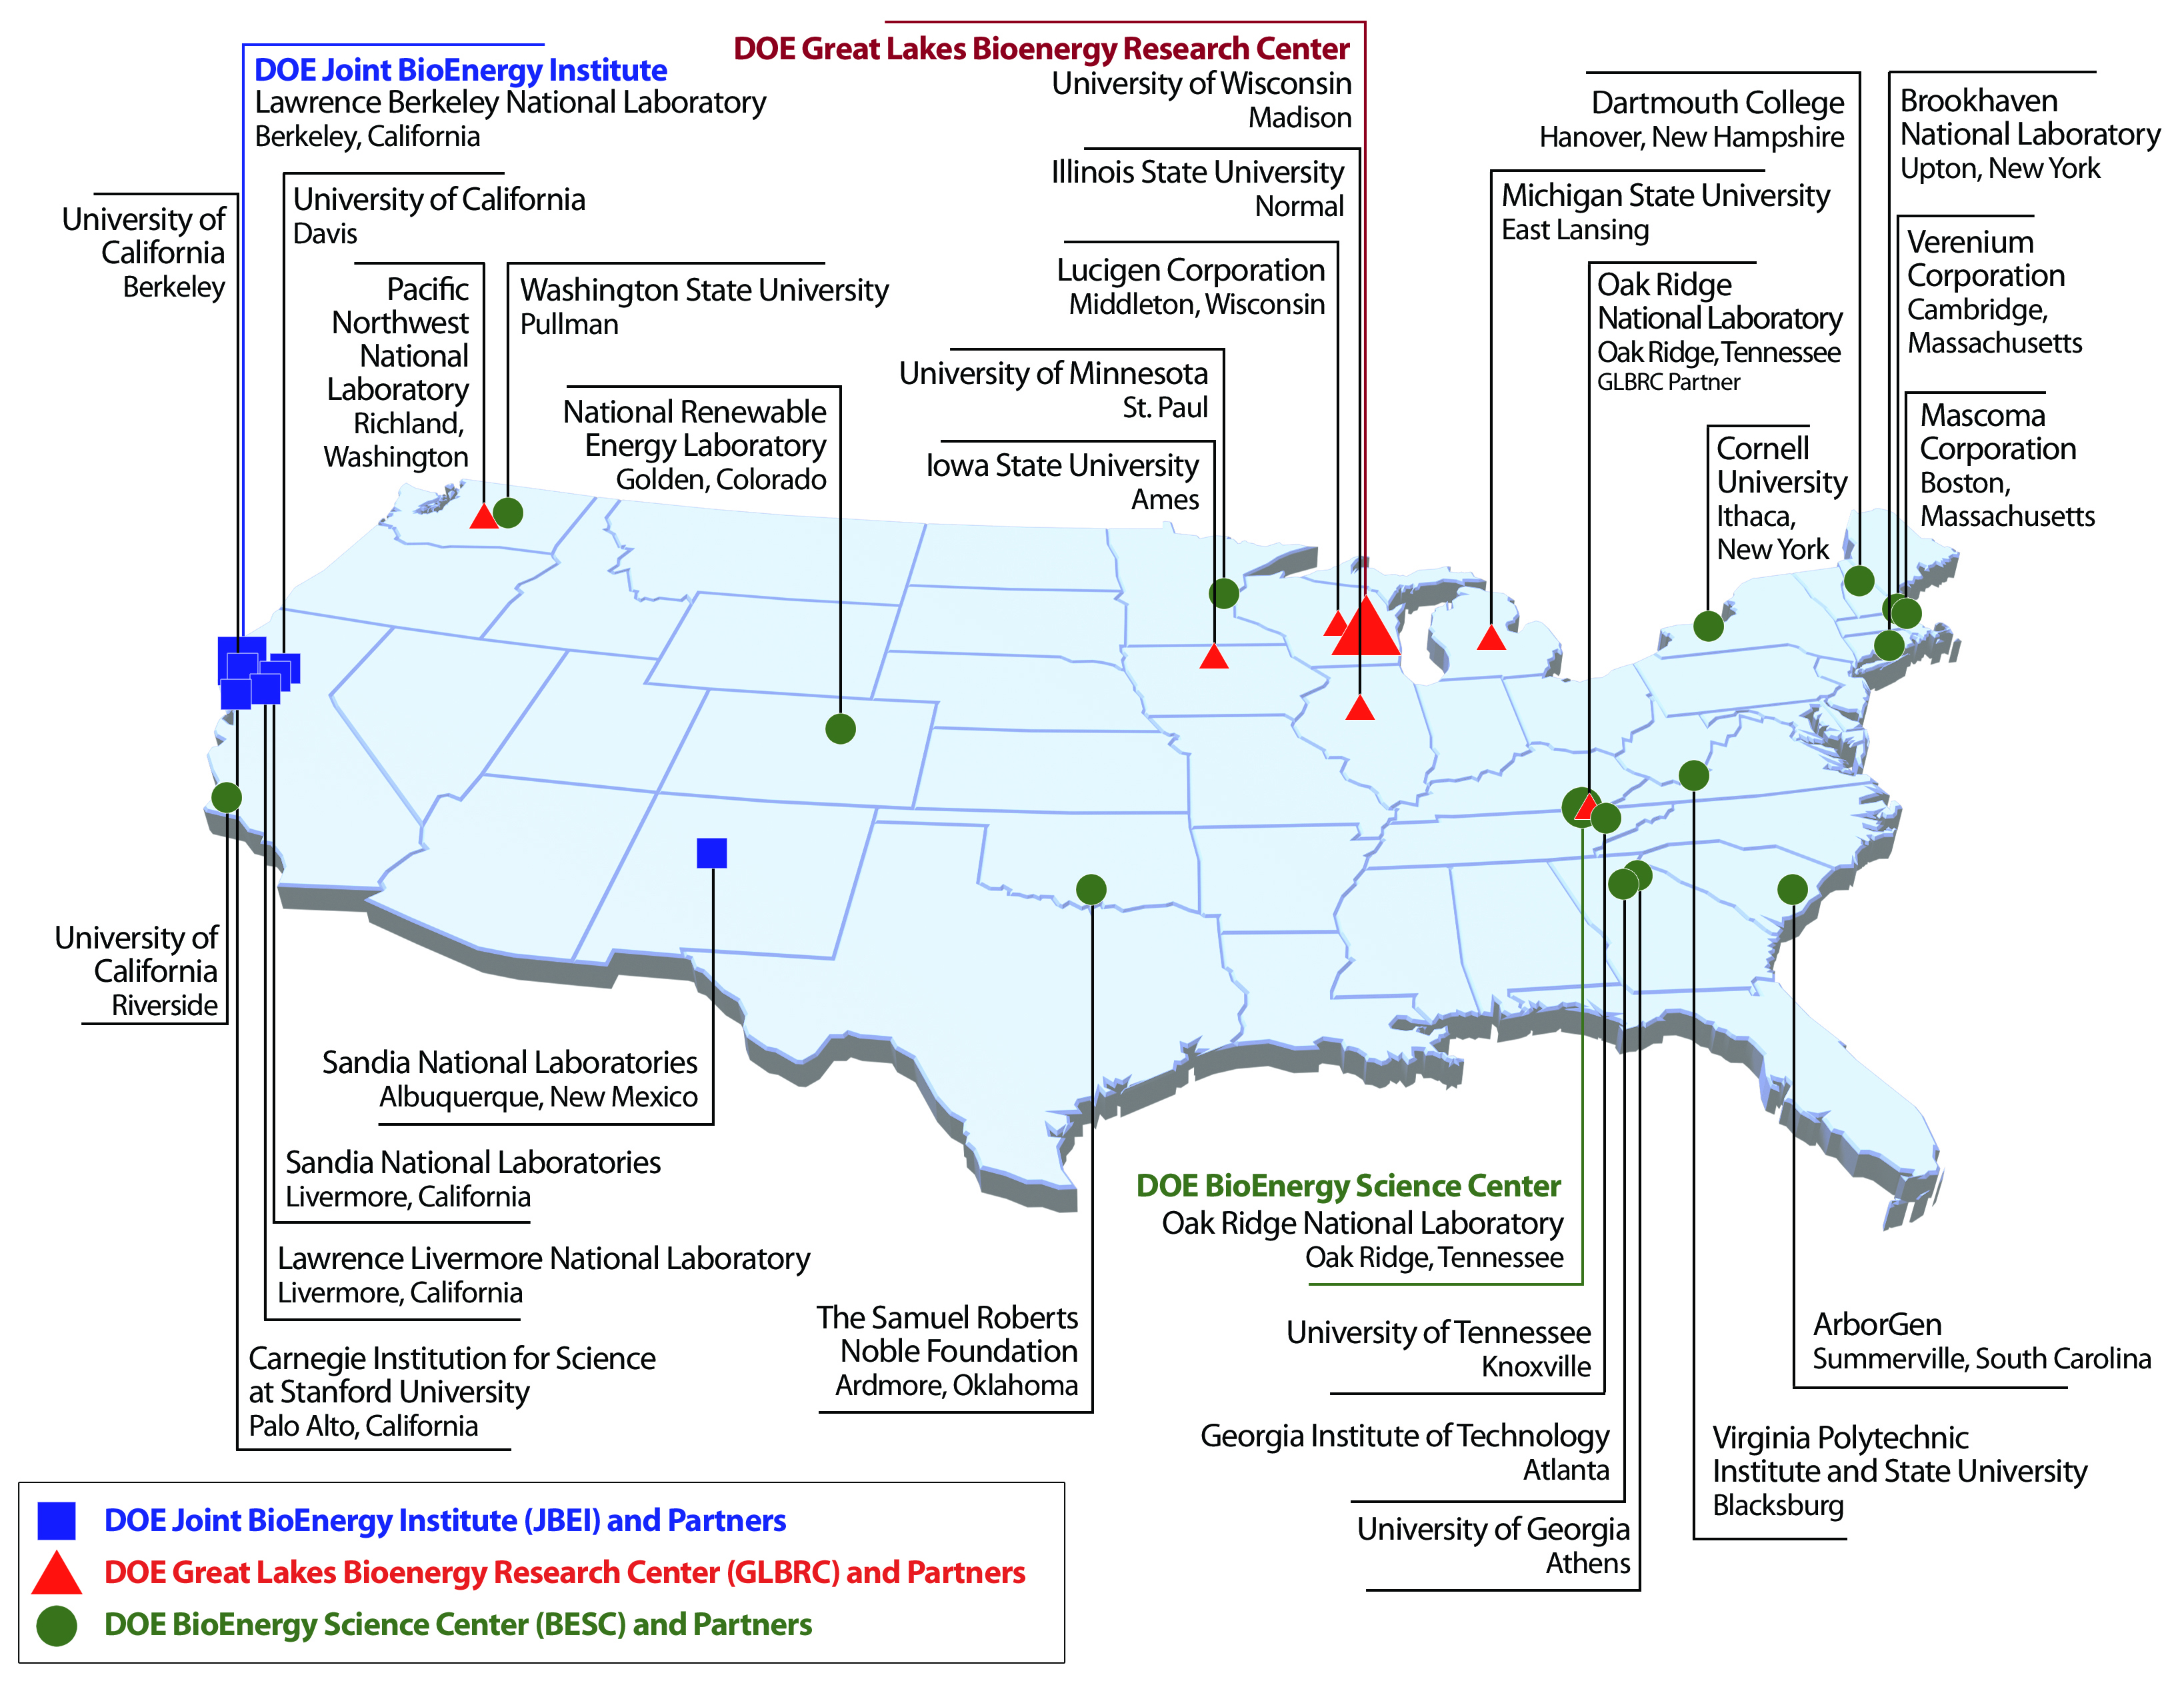 DOE Joint BioEnergy Institute
Lawrence Berkeley National Laboratory
Berkeley, California
University of
California
Berkeley
University of California
Davis
Pacific
Northwest
National
Laboratory
Richland,
Washington
Washington State University
Pullman
National Renewable
Energy Laboratory
Golden, Colorado
DOE Great Lakes Bioenergy Research Center
University of Wisconsin
Madison
Illinois State University
Normal
Lucigen Corporation
Middleton, Wisconsin
University of Minnesota
St. Paul
Iowa State University
Ames
Dartmouth College
Hanover, New Hampshire
Michigan State University
East Lansing
Oak Ridge
National Laboratory
Oak Ridge, Tennessee
GLBRC Partner
Cornell
University
Ithaca,
New York
Brookhaven
National Laboratory
Upton, New York
Verenium
Corporation
Cambridge,
Massachusetts
Mascoma
Corporation
Boston,
Massachusetts
University of
California
Riverside
Sandia National Laboratories
Albuquerque, New Mexico
Sandia National Laboratories
Livermore, California
Lawrence Livermore National Laboratory
Livermore, California
Carnegie Institution for Science
at Stanford University
Palo Alto, California
The Samuel Roberts
Noble Foundation
Ardmore, Oklahoma
DOE BioEnergy Science Center
Oak Ridge National Laboratory
Oak Ridge, Tennessee
University of Tennessee
Knoxville
Georgia Institute of Technology
Atlanta
University of Georgia
Athens
ArborGen
Summerville, South Carolina
Virginia Polytechnic
Institute and State University
Blacksburg
DOE Joint BioEnergy Institute (JBEI) and Partners
DOE Great Lakes Bioenergy Research Center (GLBRC) and Partners
DOE BioEnergy Science Center (BESC) and Partners